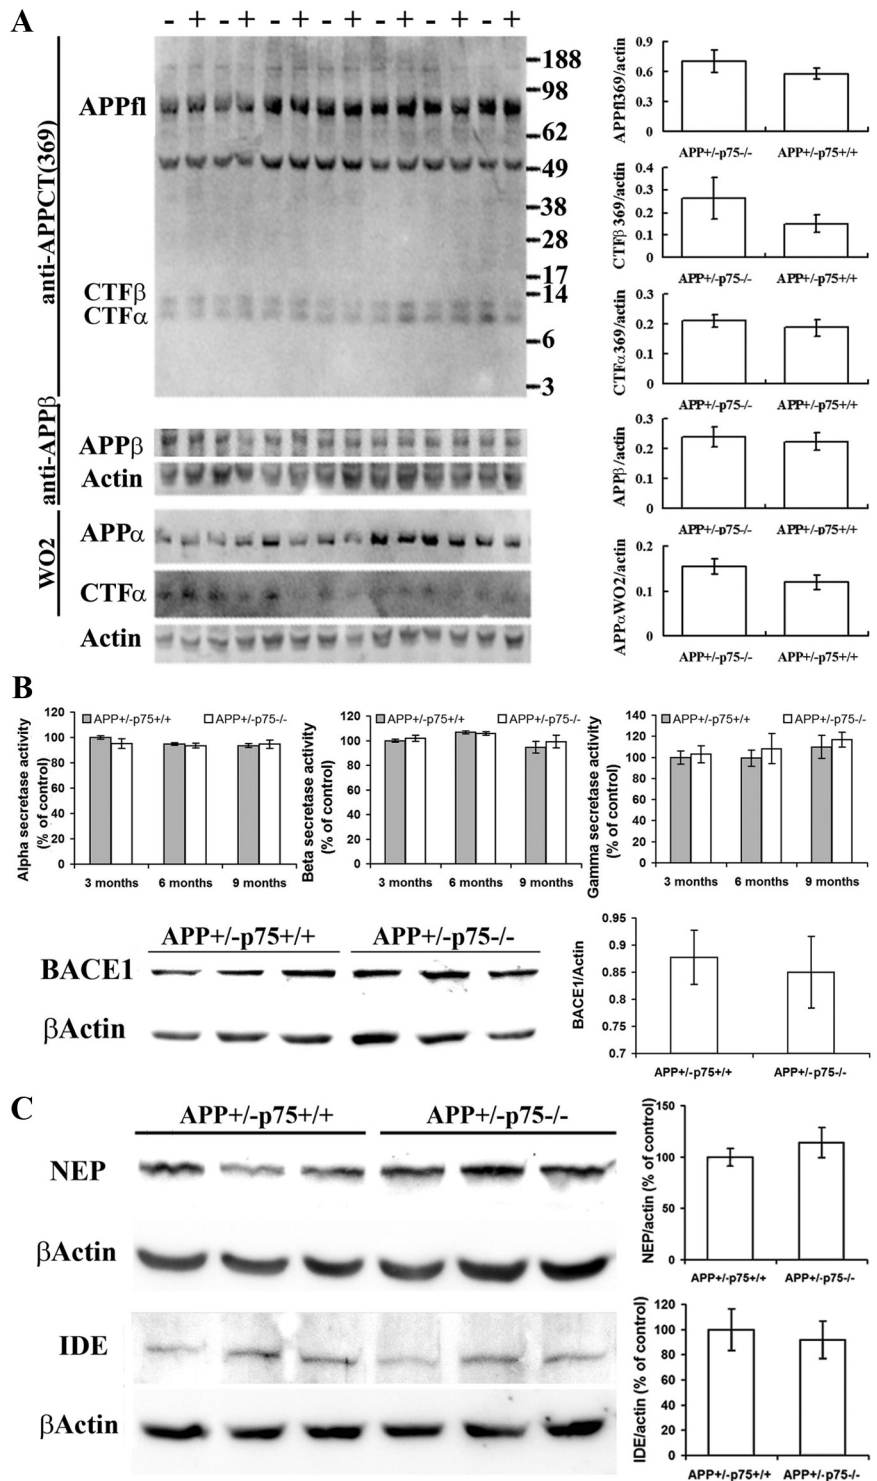 A
- + - + - + - + - + - + - +
anti-APPCT(369)
APPfl
CTFβ
CTFα
188
98
62
49
38
28
17
14
6
3
anti-APPβ
APPβ
Actin
WO2
APPα
CTFα
Actin
APPfl369/actin
0.9
0.6
0.3
0
APP+/-p75-/- APP+/-p75+/+
CTFβ369/actin
0.4
0.3
0.2
0.1
0
APP+/-p75-/- APP+/-p75+/+
CTFα369/actin
0.3
0.2
0.1
0
APP+/-p75-/- APP+/-p75+/+
APPβ/actin
0.3
0.2
0.1
0
APP+/-p75-/- APP+/-p75+/+
APPαWO2/actin
0.2
0.1
0
APP+/-p75-/- APP+/-p75+/+
B
Alpha secretase activity
(% of control)
APP+/-p75+/+ APP+/-p75-/-
120
100
80
60
40
20
0
3 months 6 months 9 months
Beta secretase activity
(% of control)
APP+/-p75+/+ APP+/-p75-/-
120
100
80
60
40
20
0
3 months 6 months 9 months
Gamma secretase activity
(% of control)
APP+/-p75+/+ APP+/-p75-/-
140
120
100
80
60
40
20
0
3 months 6 months 9 months
APP+/-p75+/+ APP+/-p75-/-
BACE1
βActin
BACE1/Actin
0.95
0.9
0.85
0.8
0.75
0.7
APP+/-p75+/+ APP+/-p75-/-
C
APP+/-p75+/+ APP+/-p75-/-
NEP
βActin
IDE
βActin
NEP/actin (% of control)
150
100
50
0
APP+/-p75+/+ APP+/-p75-/-
IDE/actin (% of control)
120
100
80
60
40
20
0
APP+/-p75+/+ APP+/-p75-/-